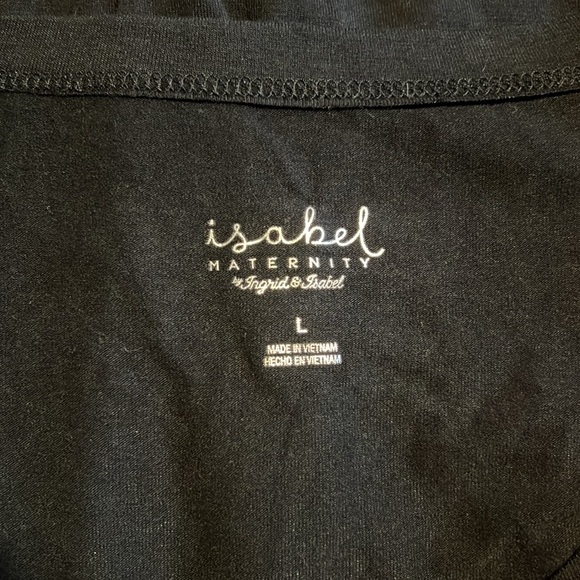 isabel
MATERNITY
by Ingrid & Isabel
L
MADE IN VIETNAM
HECHO EN VIETNAM